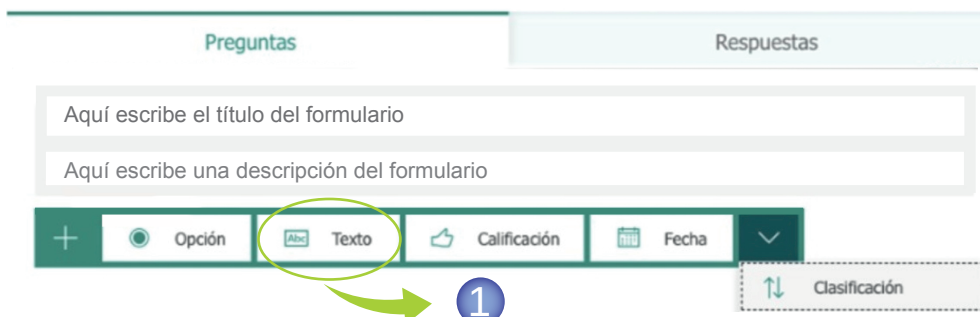 Preguntas Respuestas
Aquí escribe el título del formulario
Aquí escribe una descripción del formulario
+ Opción Abc Texto Calificación Fecha
1
Clasificación